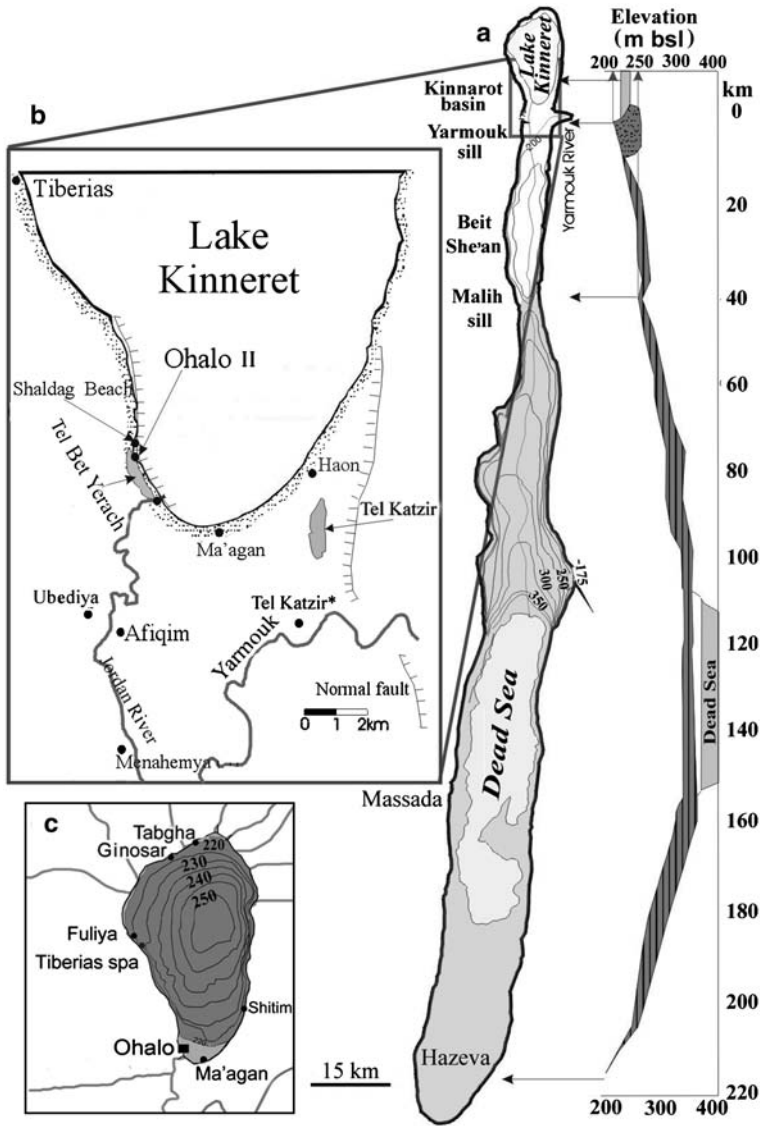 a
Elevation
(m bsl)
200 250 300 400
km
0
20
40
60
80
100
120
140
160
180
200
220
200 300 400
Dead Sea
Lake
Kinneret
Kinnarot
basin
Yarmouk
sill
200
Yarmouk River
Beit
She'an
Malih
sill
-175
250
300
350
Dead Sea
Massada
Hazeva
15 km
b
Tiberias
Lake
Kinneret
Ohalo II
Shaldag Beach
Tel Bet Yerach
Haon
Tel Katzir
Ma'agan
Ubediya
Tel Katzir*
Afiqim
Yarmouk
Jordan River
Normal fault
0 1 2km
Menahemya
c
Tabgha
Ginosar
220
230
240
250
Fuliya
Tiberias spa
Shitim
Ohalo
Ma'agan